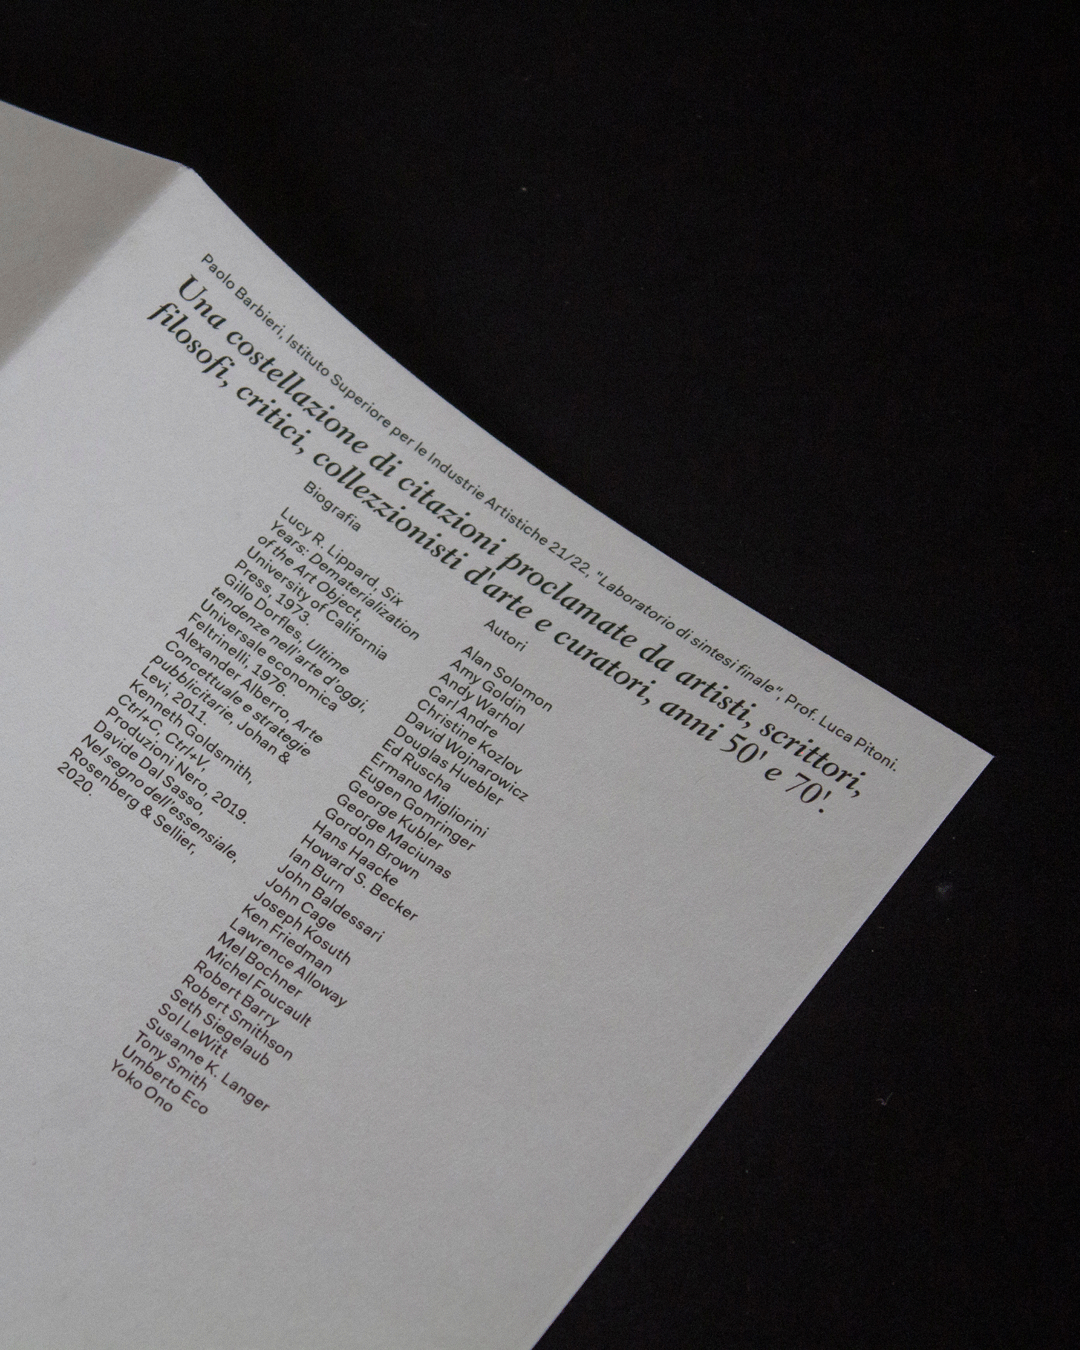 Paolo Barbieri, Istituto Superiore per le Industrie Artistiche 21/22, "Laboratorio di sintesi finale", Prof. Luca Pitoni.
Una costellazione di citazioni proclamate da artisti, scrittori,
filosofi, critici, collezzionisti d'arte e curatori, anni 50' e 70'.
Biografia
Lucy R. Lippard, Six
Years: Dematerialization
of the Art Object,
University of California
Press, 1973.
Gillo Dorfles, Ultime
tendenze nell'arte d'oggi,
Universale economica
Feltrinelli, 1976.
Alexander Alberro, Arte
Concettuale e strategie
pubblicitarie, Johan &
Levi, 2011.
Kenneth Goldsmith,
Ctrl+C, Ctrl+V,
Produzioni Nero, 2019.
Davide Dal Sasso,
Nel segno dell'essenziale,
Rosenberg & Sellier,
2020.
Autori
Alan Solomon
Amy Goldin
Andy Warhol
Carl Andre
Christine Kozlov
David Wojnarowicz
Douglas Huebler
Ed Ruscha
Ermano Migliorini
Eugen Gomringer
George Kubler
George Maciunas
Gordon Brown
Hans Haacke
Howard S. Becker
Ian Burn
John Baldessari
John Cage
Joseph Kosuth
Ken Friedman
Lawrence Alloway
Mel Bochner
Michel Foucault
Robert Barry
Robert Smithson
Seth Siegelaub
Sol LeWitt
Susanne K. Langer
Tony Smith
Umberto Eco
Yoko Ono